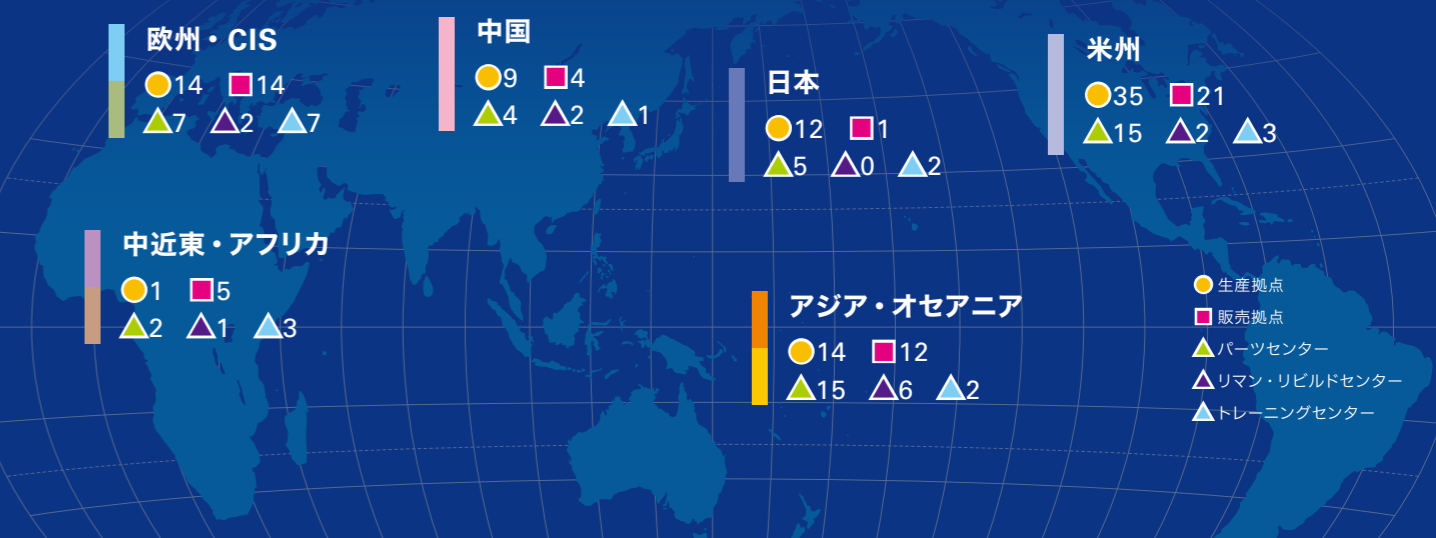 欧州・CIS
14 14
7 2 7
中国
9 4
4 2 1
日本
12 1
5 0 2
米州
35 21
15 2 3
中近東・アフリカ
1 5
2 1 3
アジア・オセアニア
14 12
15 6 2
生産拠点
販売拠点
パーツセンター
リマン・リビルドセンター
トレーニングセンター